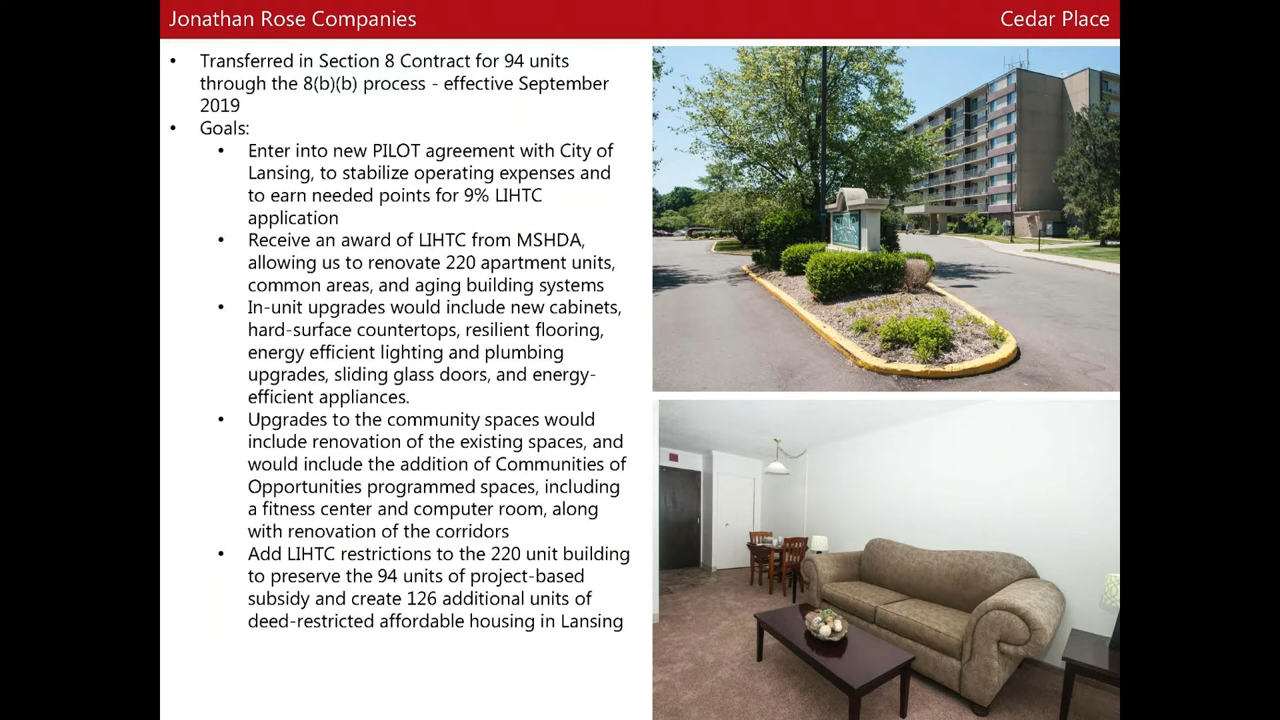 Jonathan Rose Companies
Cedar Place
• Transferred in Section 8 Contract for 94 units
through the 8(b)(b) process - effective September
2019
• Goals:
• Enter into new PILOT agreement with City of
Lansing, to stabilize operating expenses and
to earn needed points for 9% LIHTC
application
• Receive an award of LIHTC from MSHDA,
allowing us to renovate 220 apartment units,
common areas, and aging building systems
• In-unit upgrades would include new cabinets,
hard-surface countertops, resilient flooring,
energy efficient lighting and plumbing
upgrades, sliding glass doors, and energy-
efficient appliances.
• Upgrades to the community spaces would
include renovation of the existing spaces, and
would include the addition of Communities of
Opportunities programmed spaces, including
a fitness center and computer room, along
with renovation of the corridors
• Add LIHTC restrictions to the 220 unit building
to preserve the 94 units of project-based
subsidy and create 126 additional units of
deed-restricted affordable housing in Lansing